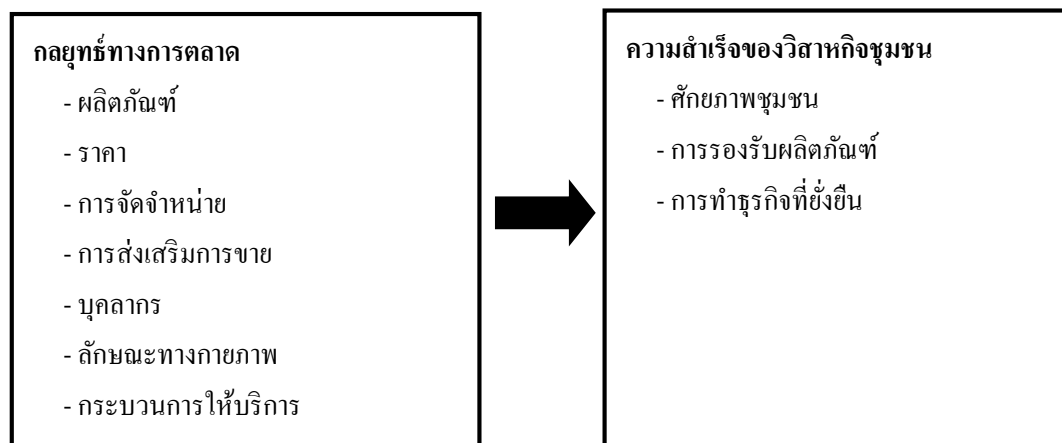 กลยุทธ์ทางการตลาด
- ผลิตภัณฑ์
- ราคา
- การจัดจำหน่าย
- การส่งเสริมการขาย
- บุคลากร
- ลักษณะทางกายภาพ
- กระบวนการให้บริการ
ความสำเร็จของวิสาหกิจชุมชน
- ศักยภาพชุมชน
- การรองรับผลิตภัณฑ์
- การทำธุรกิจที่ยั่งยืน